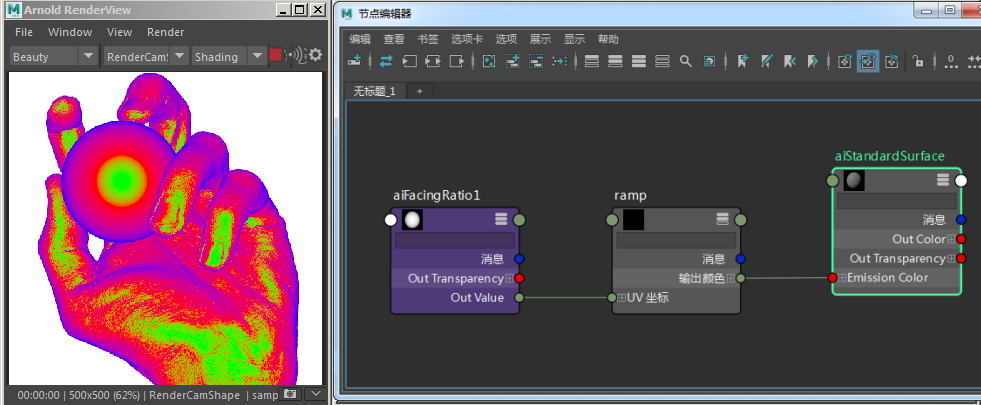 Arnold RenderView
File Window View Render
Beauty RenderCamS Shading
00:00:00 | 500x500 (62%) | RenderCamShape | samp
节点编辑器
编辑 查看 书签 选项卡 选项 展示 显示 帮助
无标题_1 +
aiFacingRatio1
消息
Out Transparency
Out Value
ramp
消息
输出颜色
UV 坐标
aiStandardSurface
消息
Out Color
Out Transparency
Emission Color